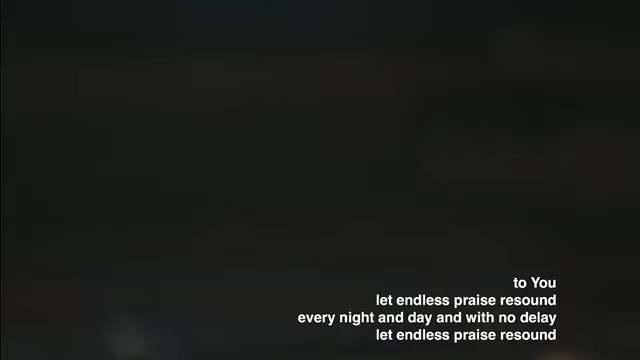 to You
let endless praise resound
every night and day and with no delay
let endless praise resound